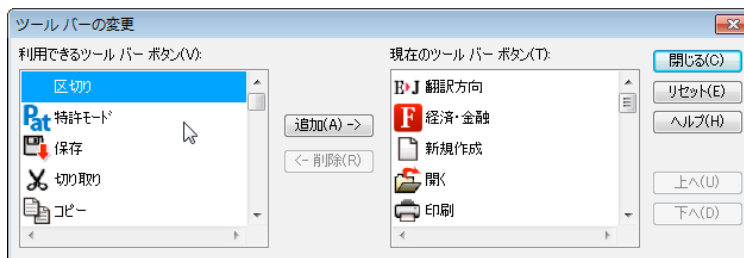 ツール バーの変更
利用できるツール バー ボタン(V):
区切り
Pat 特許モード
保存
切り取り
コピー
追加(A) ->
<- 削除(R)
現在のツール バー ボタン(T):
E▸J 翻訳方向
F 経済・金融
新規作成
開く
印刷
閉じる(C)
リセット(E)
ヘルプ(H)
上へ(U)
下へ(D)